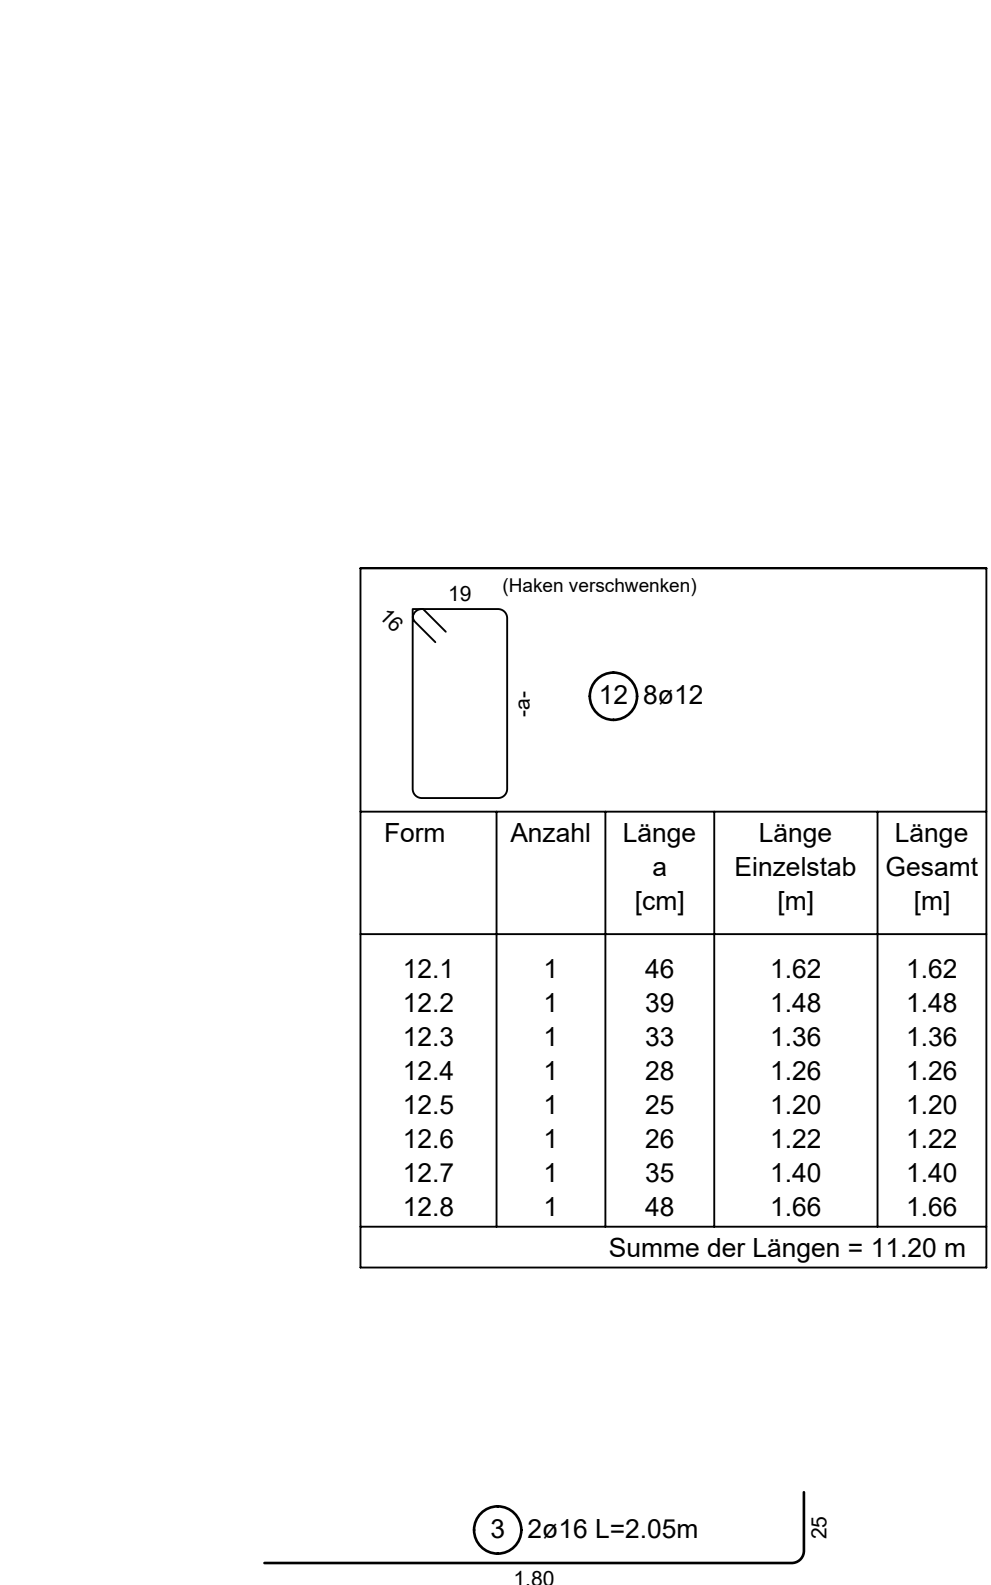 (Haken verschwenken)
19
16
-a-
12 8ø12
Form Anzahl Länge Länge Länge
a Einzelstab Gesamt
[cm] [m] [m]
12.1 1 46 1.62 1.62
12.2 1 39 1.48 1.48
12.3 1 33 1.36 1.36
12.4 1 28 1.26 1.26
12.5 1 25 1.20 1.20
12.6 1 26 1.22 1.22
12.7 1 35 1.40 1.40
12.8 1 48 1.66 1.66
Summe der Längen = 11.20 m
3 2ø16 L=2.05m
25
1.80